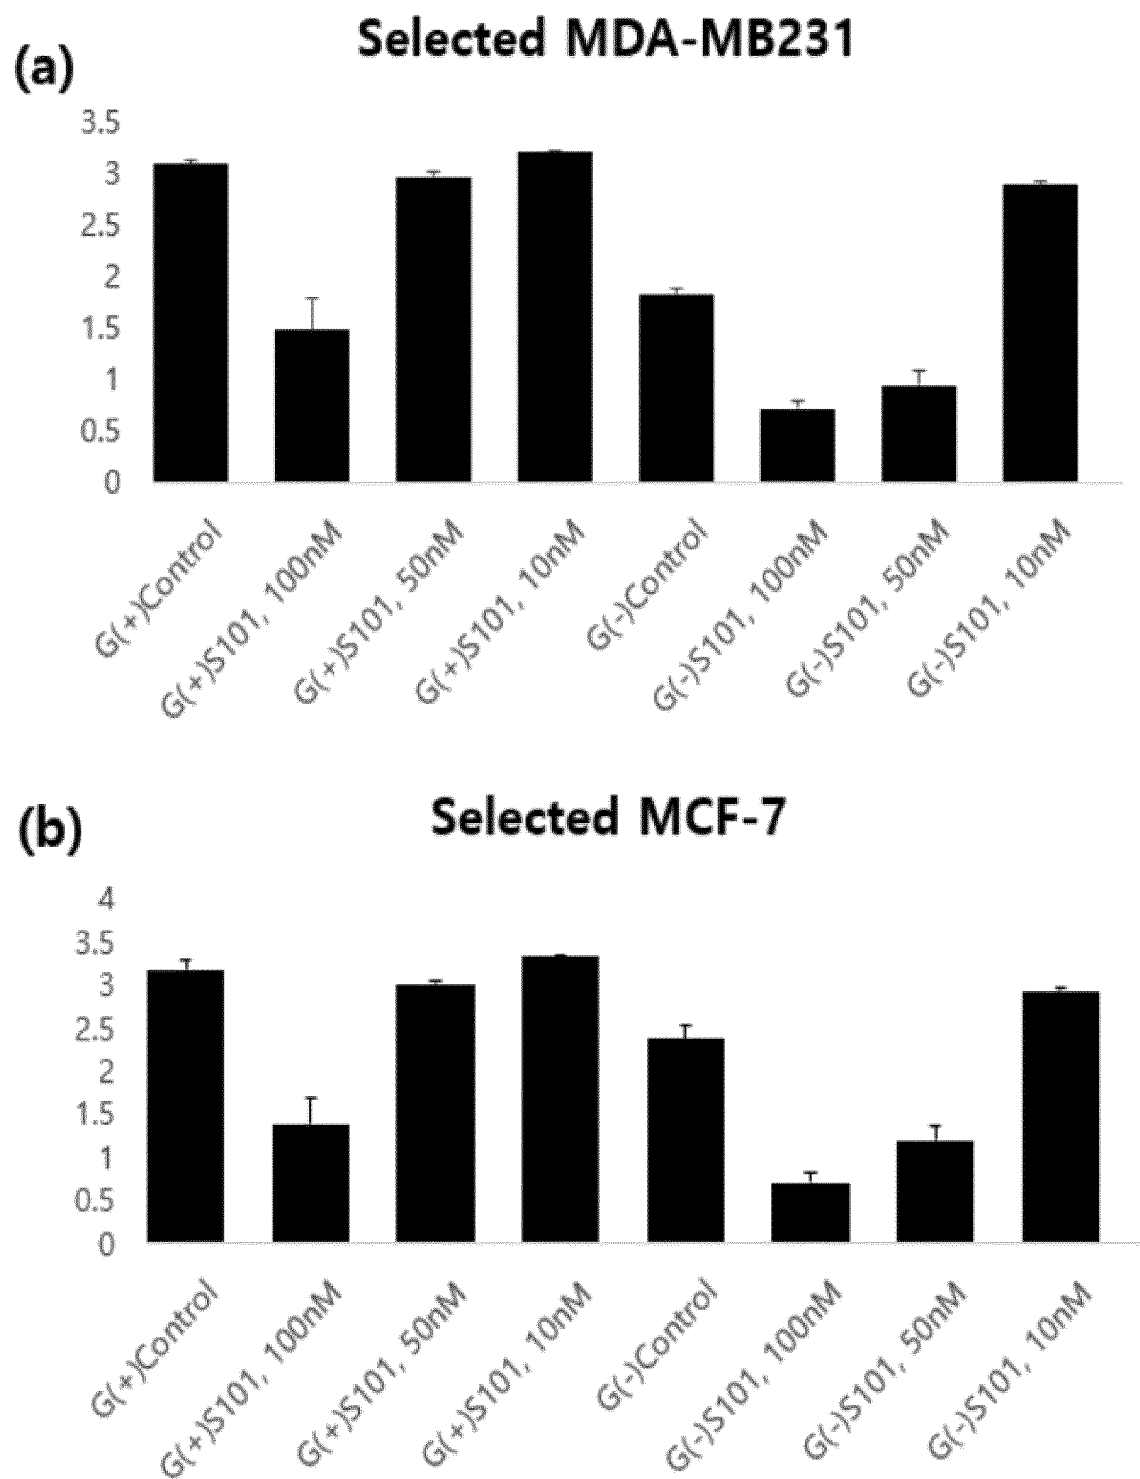 (a)
Selected MDA-MB231
3.5
3
2.5
2
1.5
1
0.5
0
G(+)Control
G(+)S101, 100nM
G(+)S101, 50nM
G(+)S101, 10nM
G(-)Control
G(-)S101, 100nM
G(-)S101, 50nM
G(-)S101, 10nM
(b)
Selected MCF-7
4
3.5
3
2.5
2
1.5
1
0.5
0
G(+)Control
G(+)S101, 100nM
G(+)S101, 50nM
G(+)S101, 10nM
G(-)Control
G(-)S101, 100nM
G(-)S101, 50nM
G(-)S101, 10nM